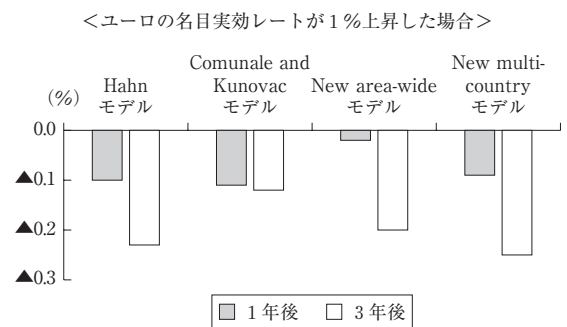 ＜ユーロの名目実効レートが1％上昇した場合＞
Comunale and
New multi-
Hahn
Kunovac
New area-wide
country
(％)
モデル
モデル
モデル
モデル
0.0
▲0.1
▲0.2
▲0.3
1年後 3年後